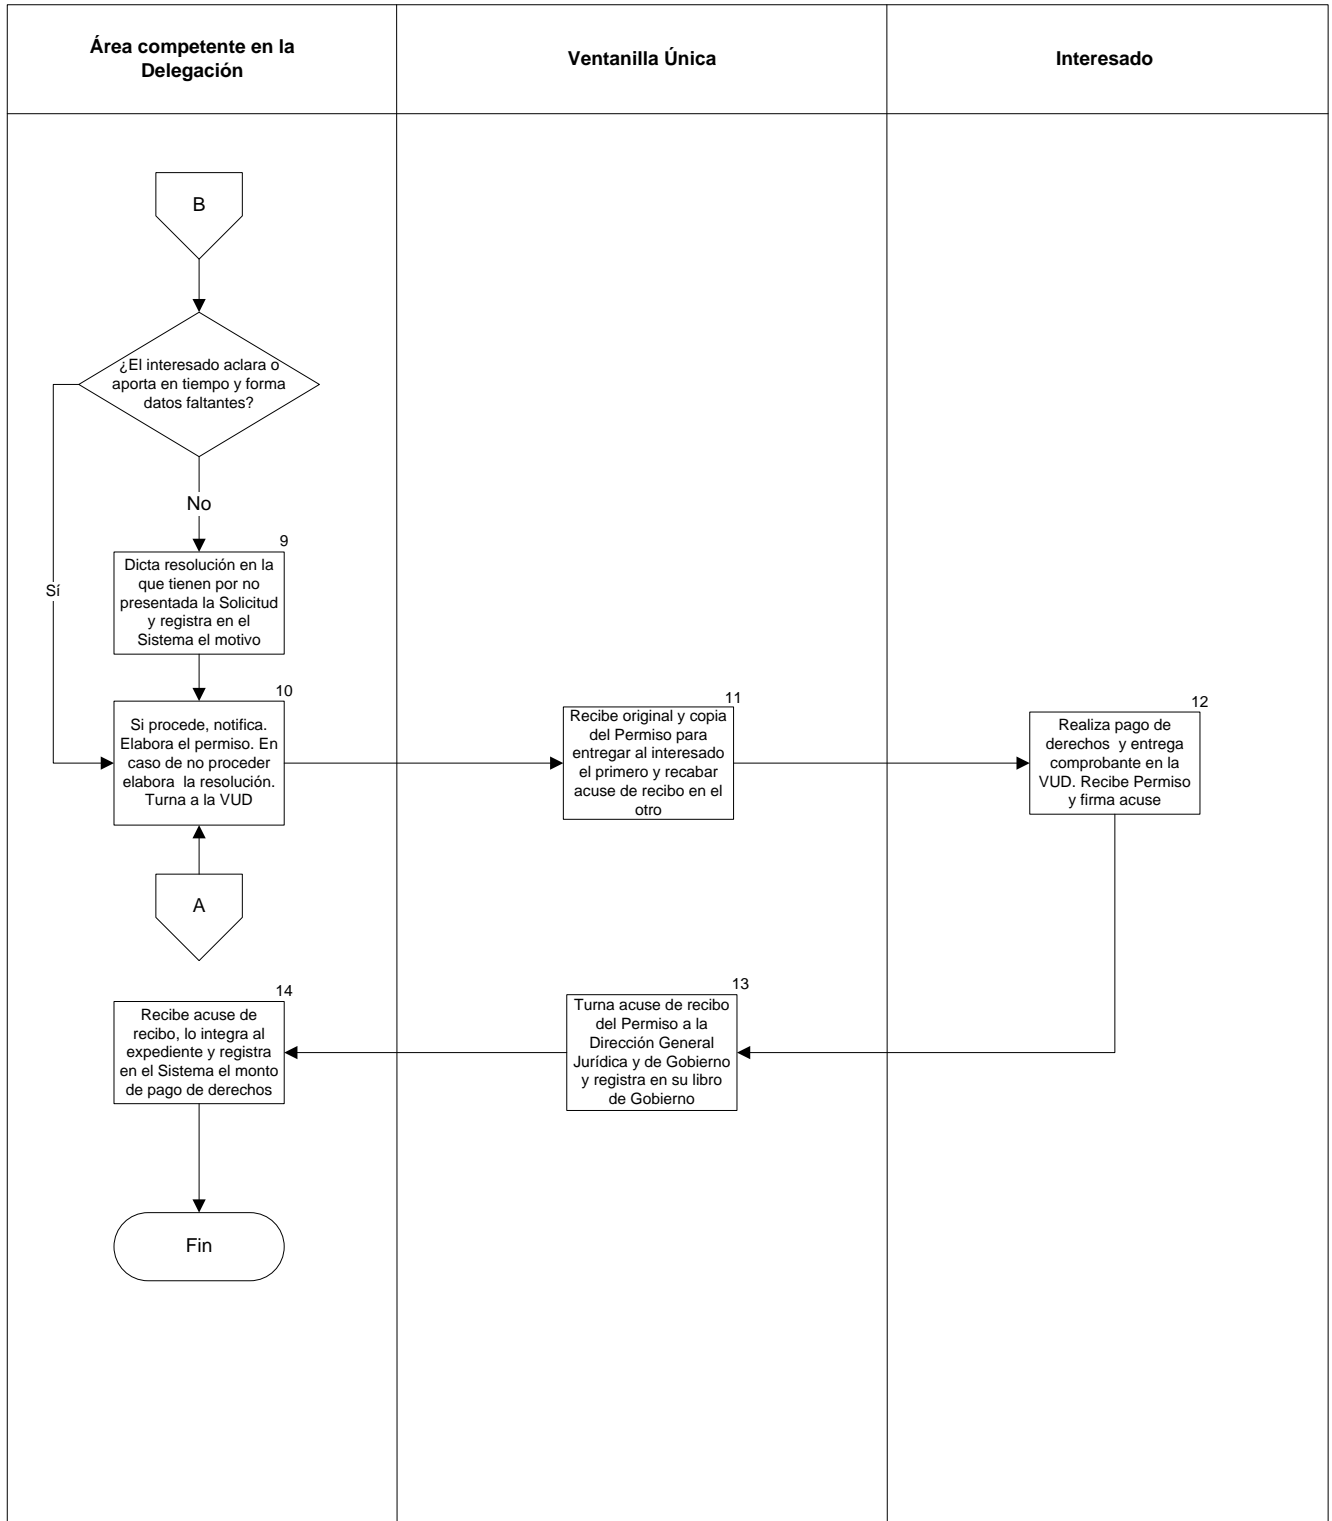 Área competente en la
Delegación
Ventanilla Única
Interesado
B
¿El interesado aclara o
aporta en tiempo y forma
datos faltantes?
No
Sí
9
Dicta resolución en la
que tienen por no
presentada la Solicitud
y registra en el
Sistema el motivo
10
Si procede, notifica.
Elabora el permiso. En
caso de no proceder
elabora la resolución.
Turna a la VUD
11
Recibe original y copia
del Permiso para
entregar al interesado
el primero y recabar
acuse de recibo en el
otro
12
Realiza pago de
derechos y entrega
comprobante en la
VUD. Recibe Permiso
y firma acuse
A
13
Turna acuse de recibo
del Permiso a la
Dirección General
Jurídica y de Gobierno
y registra en su libro
de Gobierno
14
Recibe acuse de
recibo, lo integra al
expediente y registra
en el Sistema el monto
de pago de derechos
Fin